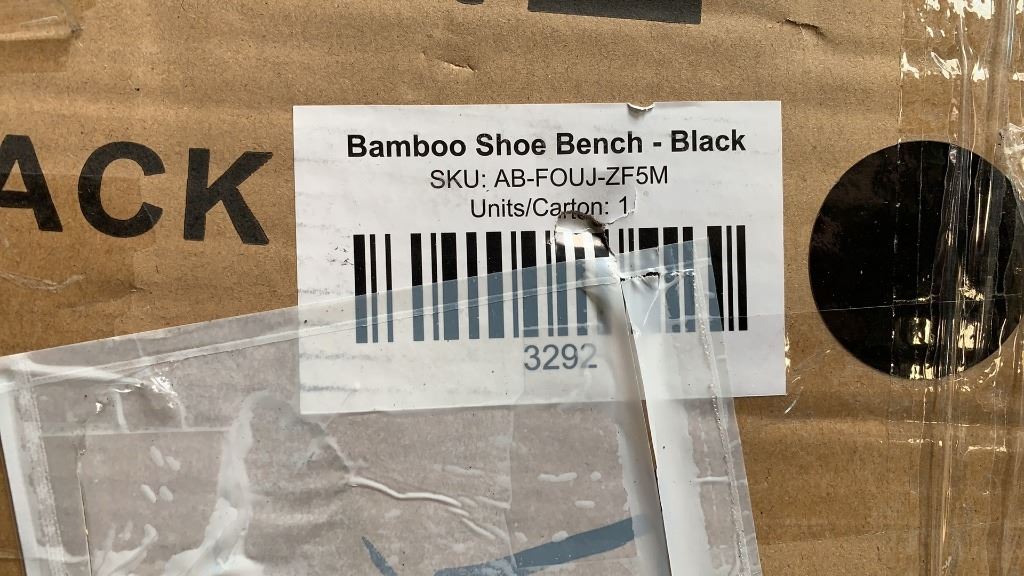 ACK
Bamboo Shoe Bench - Black
SKU: AB-FOUJ-ZF5M
Units/Carton: 1
3292